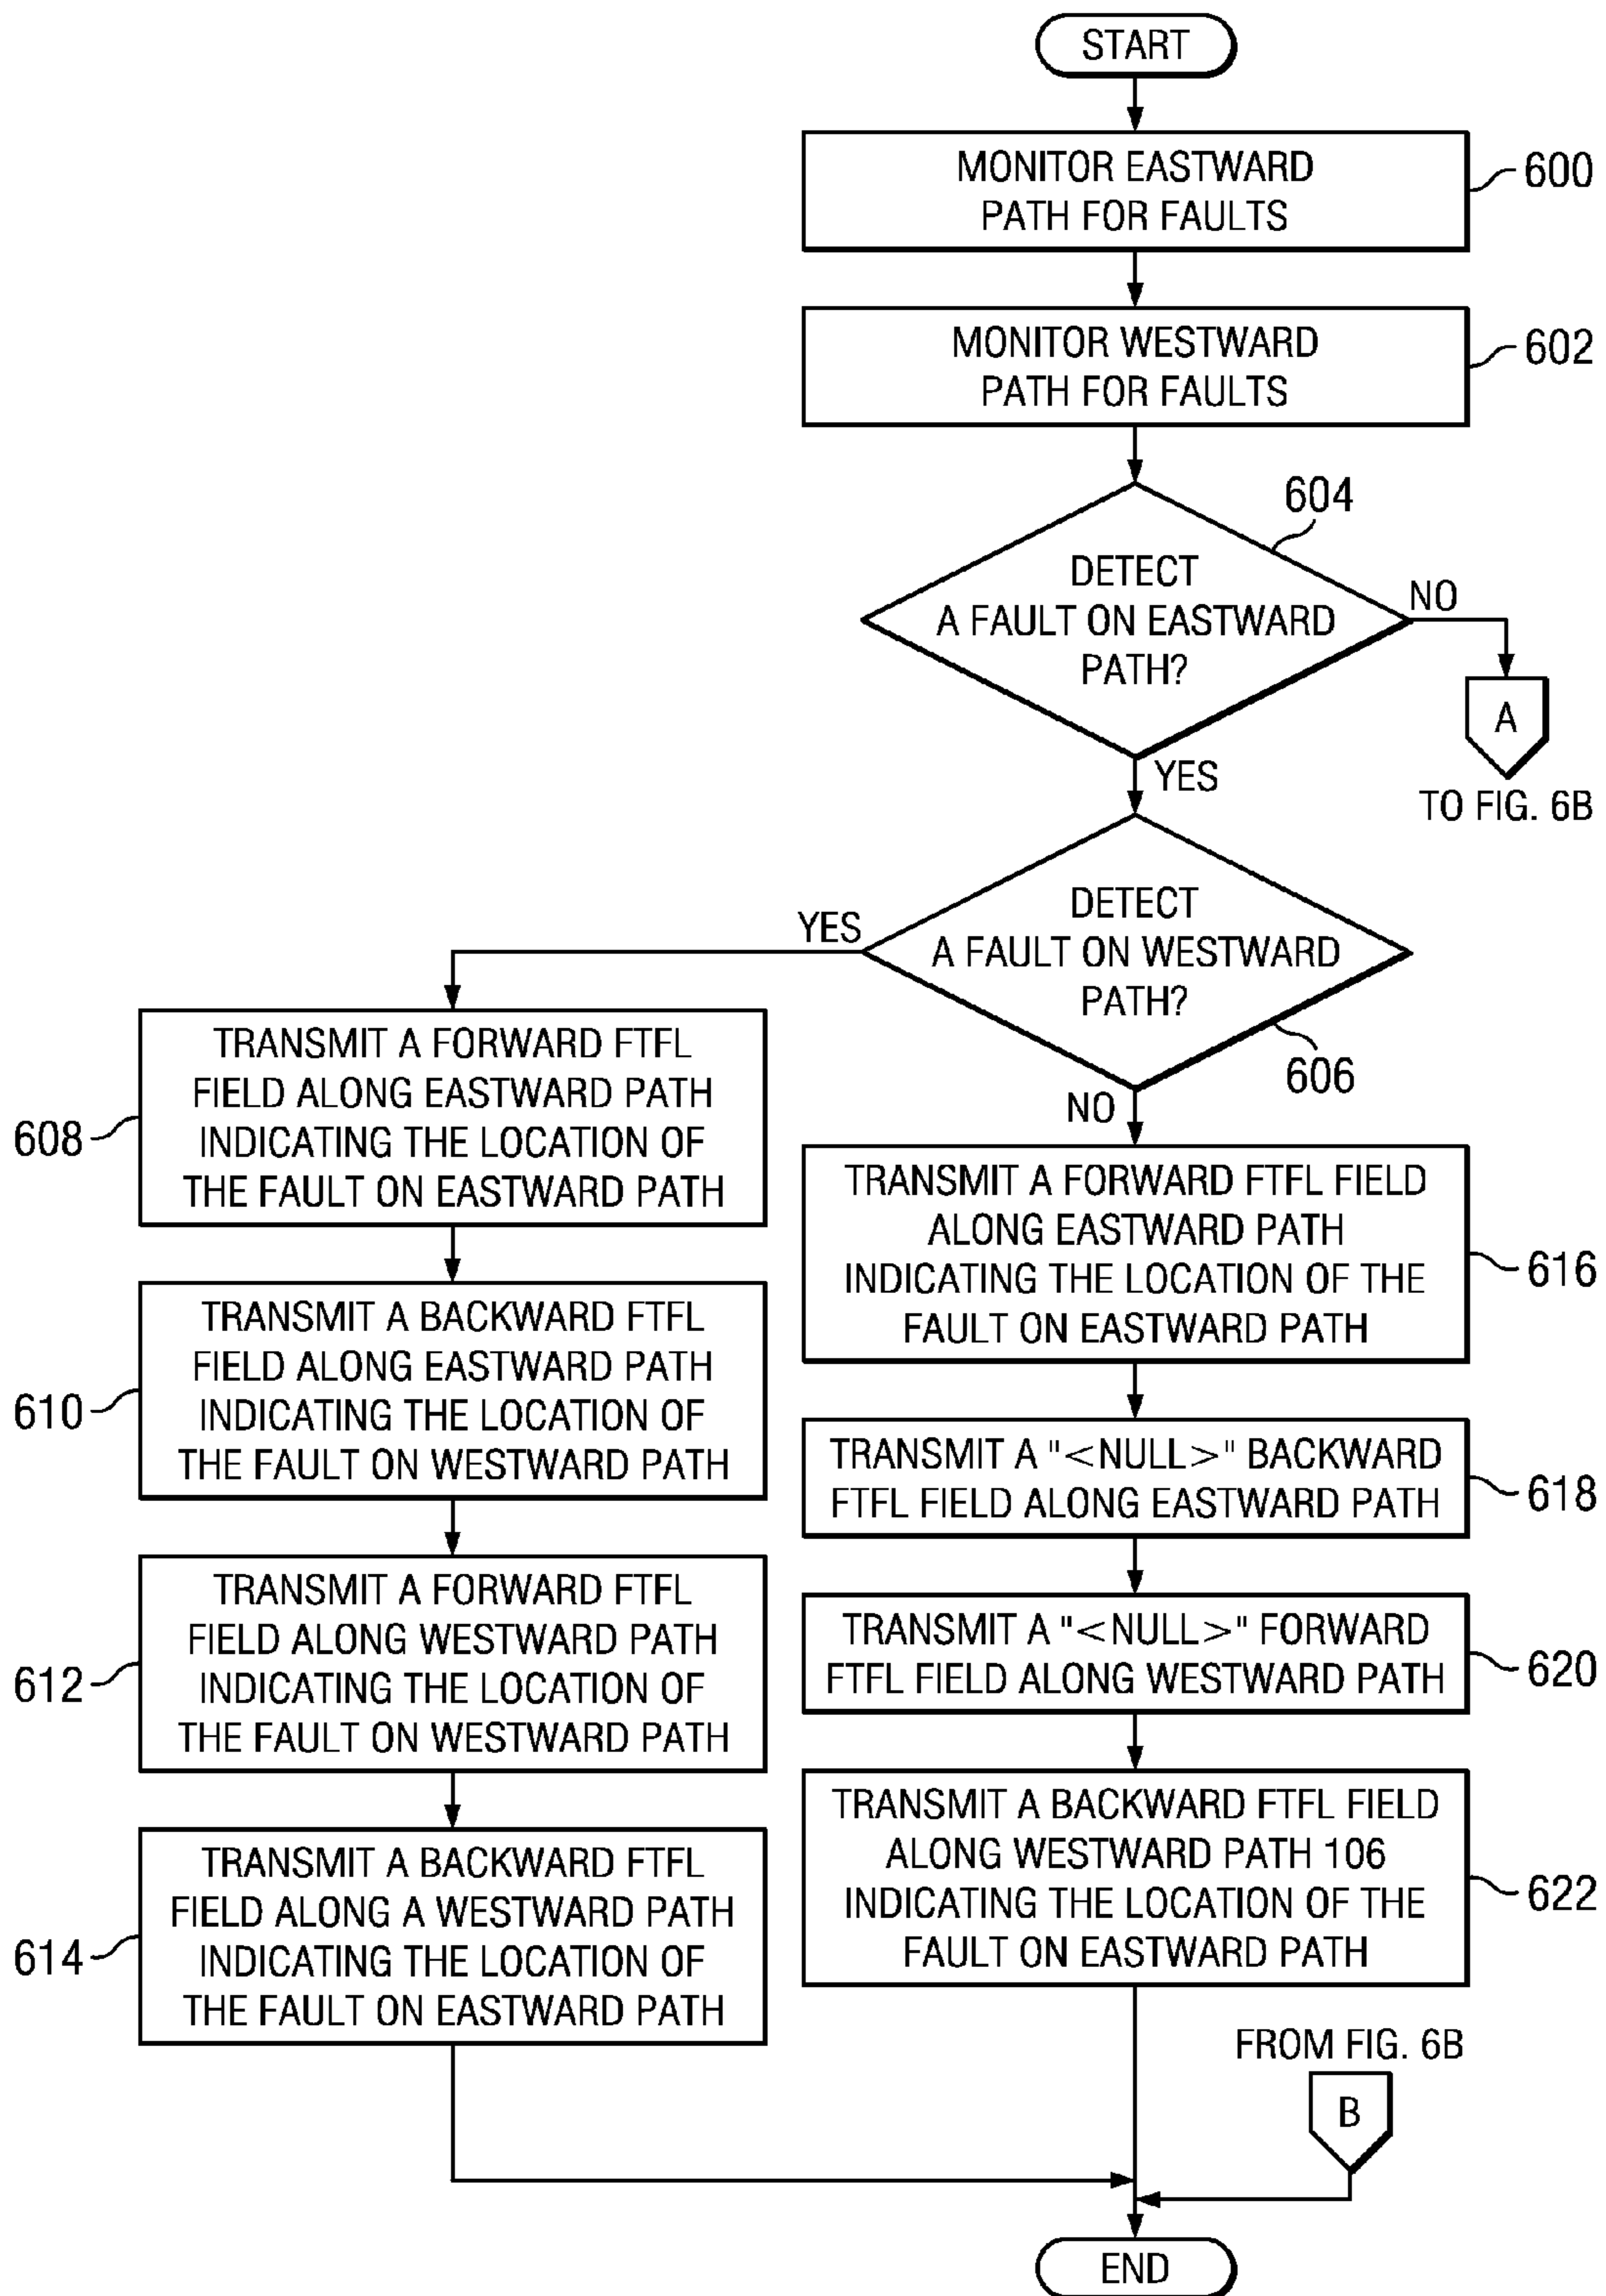 START
MONITOR EASTWARD
PATH FOR FAULTS
600
MONITOR WESTWARD
PATH FOR FAULTS
602
604
DETECT
A FAULT ON EASTWARD
PATH?
NO
A
TO FIG. 6B
YES
DETECT
A FAULT ON WESTWARD
PATH?
606
YES
NO
TRANSMIT A FORWARD FTFL
FIELD ALONG EASTWARD PATH
INDICATING THE LOCATION OF
THE FAULT ON EASTWARD PATH
608
TRANSMIT A BACKWARD FTFL
FIELD ALONG EASTWARD PATH
INDICATING THE LOCATION OF
THE FAULT ON WESTWARD PATH
610
TRANSMIT A FORWARD FTFL
FIELD ALONG WESTWARD PATH
INDICATING THE LOCATION OF
THE FAULT ON WESTWARD PATH
612
TRANSMIT A BACKWARD FTFL
FIELD ALONG A WESTWARD PATH
INDICATING THE LOCATION OF
THE FAULT ON EASTWARD PATH
614
TRANSMIT A FORWARD FTFL FIELD
ALONG EASTWARD PATH
INDICATING THE LOCATION OF THE
FAULT ON EASTWARD PATH
616
TRANSMIT A "<NULL>" BACKWARD
FTFL FIELD ALONG EASTWARD PATH
618
TRANSMIT A "<NULL>" FORWARD
FTFL FIELD ALONG WESTWARD PATH
620
TRANSMIT A BACKWARD FTFL FIELD
ALONG WESTWARD PATH 106
INDICATING THE LOCATION OF THE
FAULT ON EASTWARD PATH
622
FROM FIG. 6B
B
END